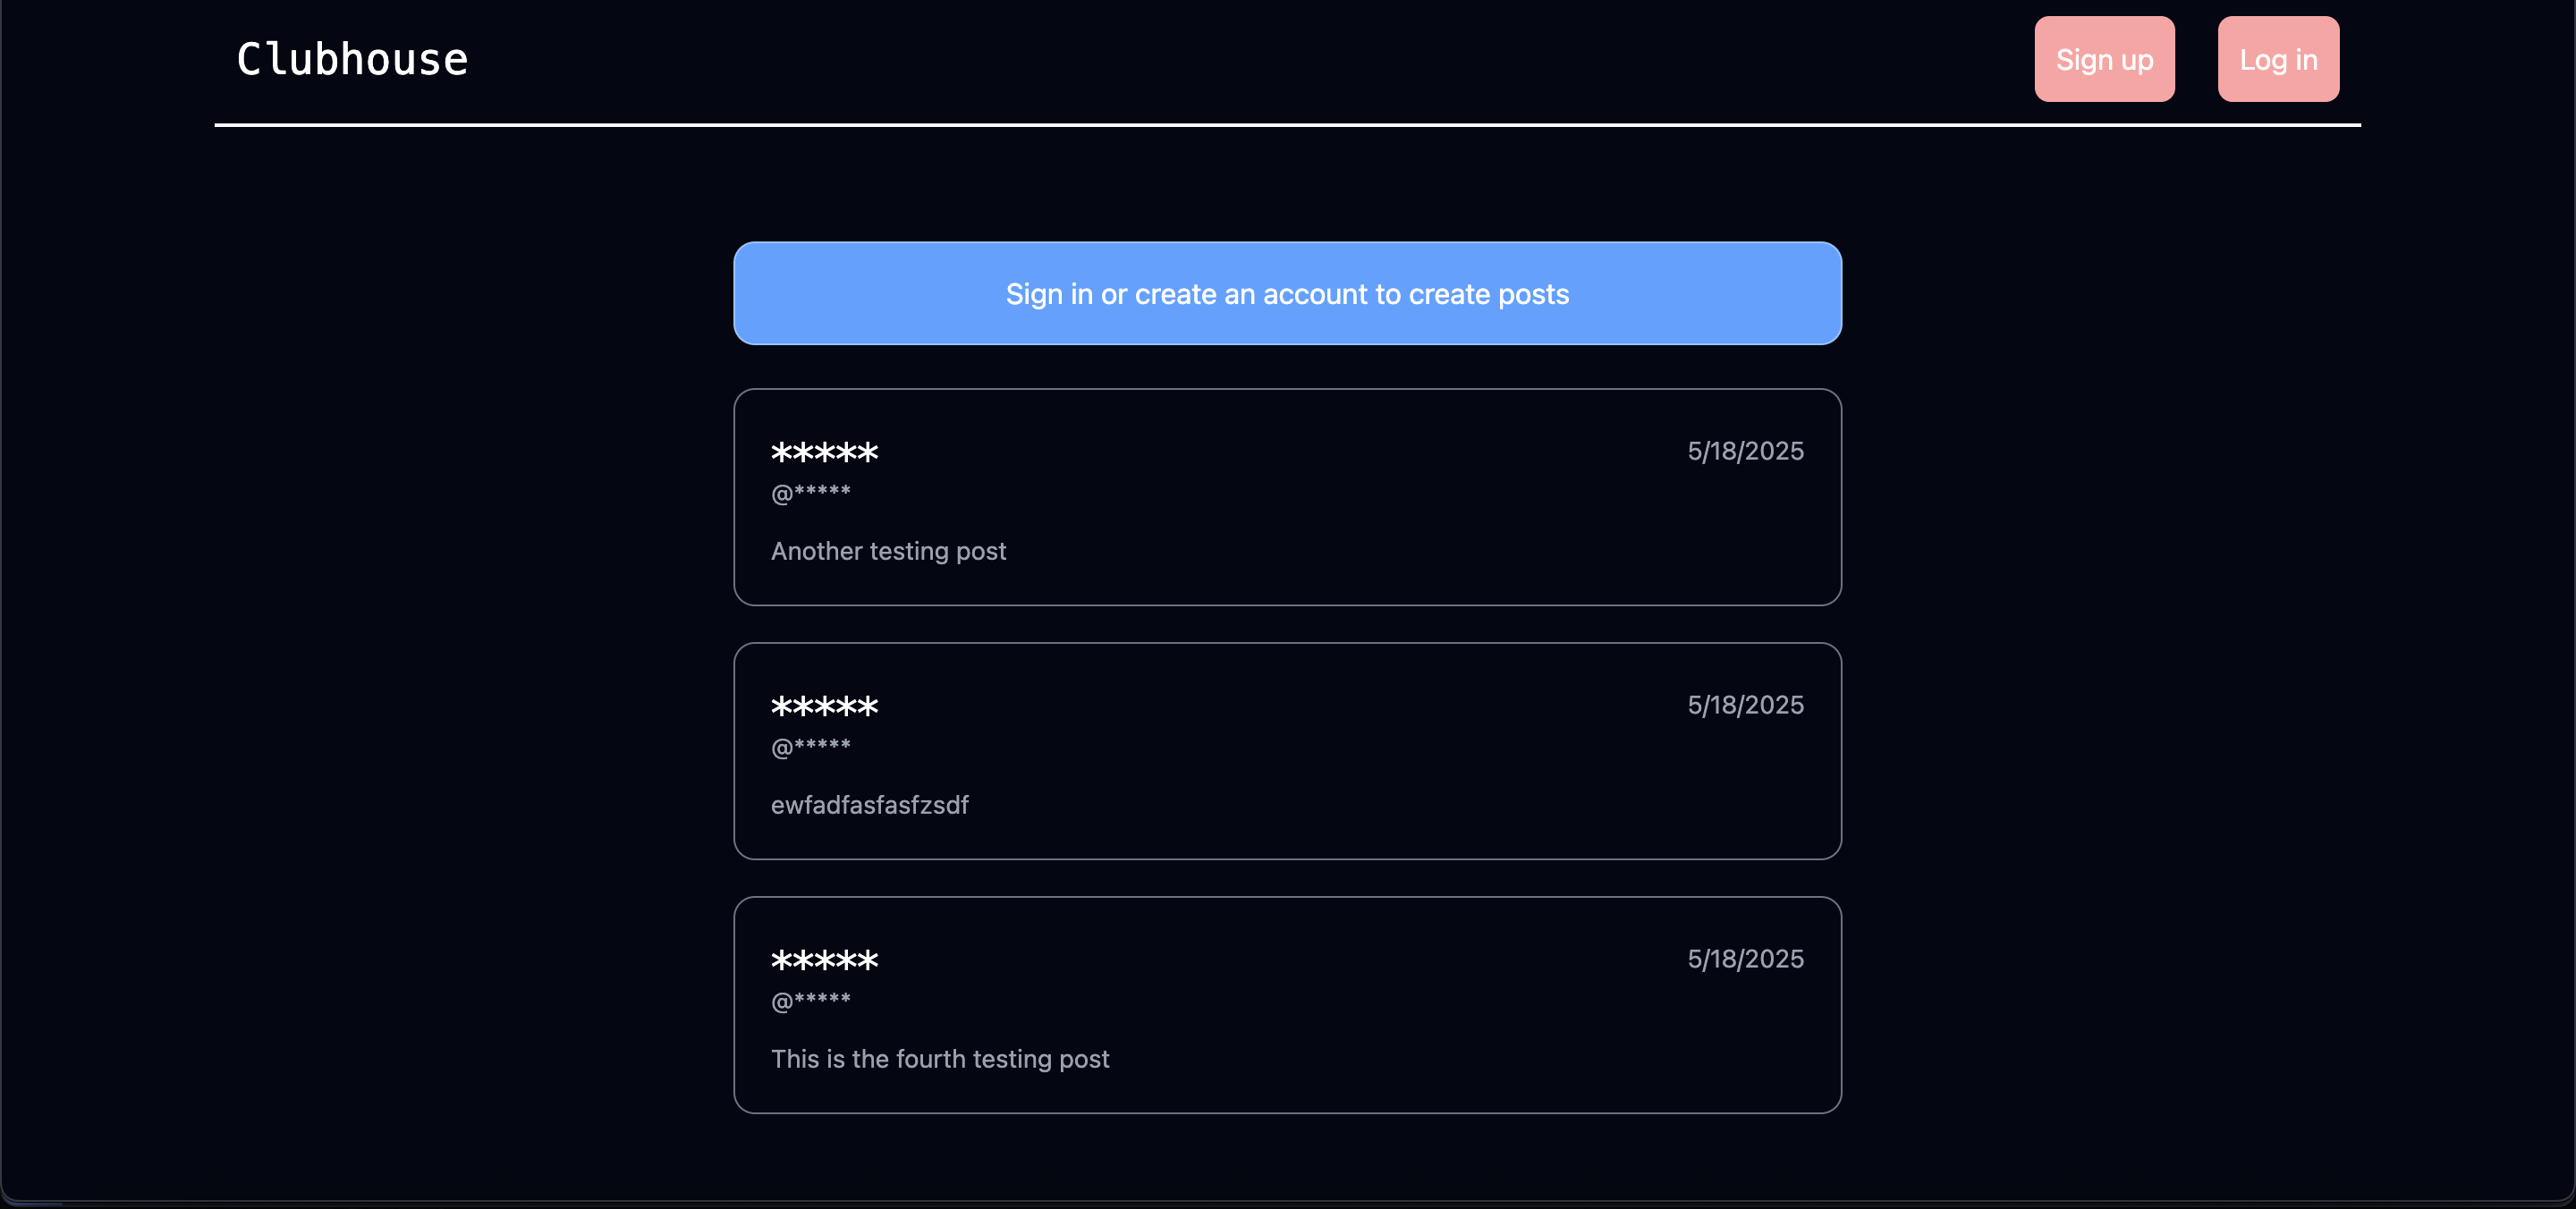 Clubhouse
Sign up
Log in
Sign in or create an account to create posts
*****
5/18/2025
@*****
Another testing post
*****
5/18/2025
@*****
ewfadfasfasfzsdf
*****
5/18/2025
@*****
This is the fourth testing post